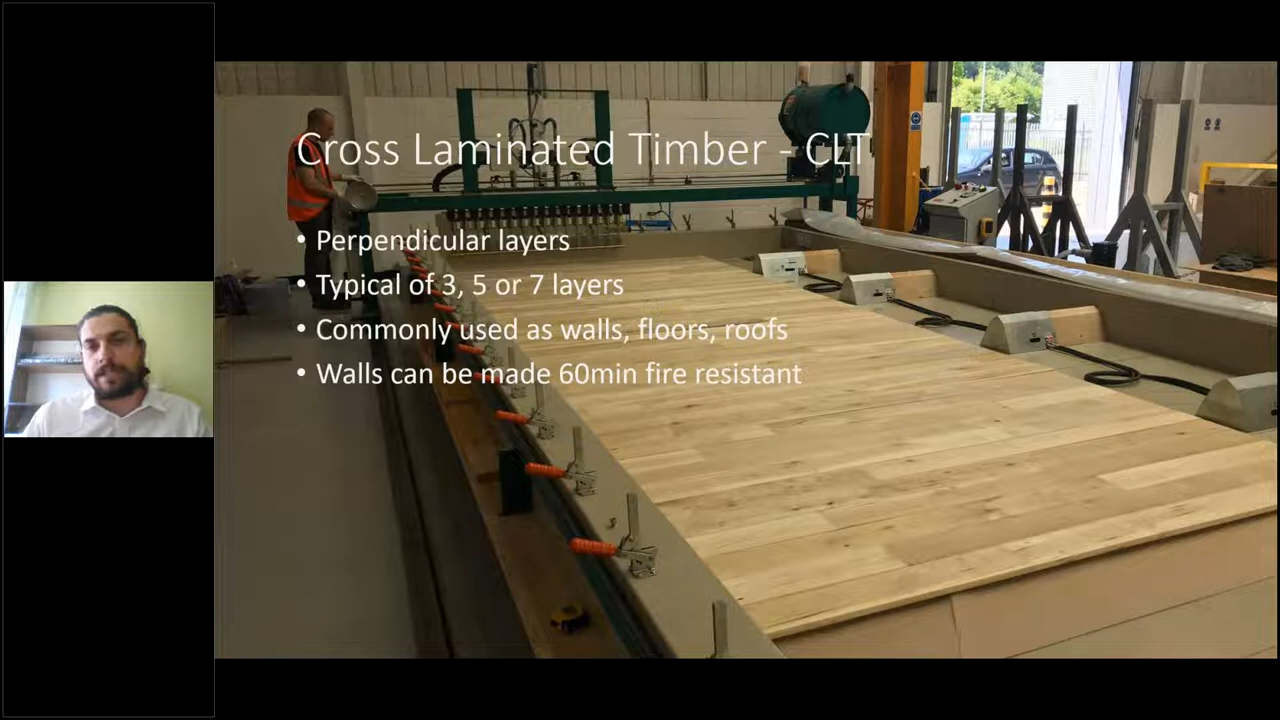 Cross Laminated Timber - CLT
• Perpendicular layers
• Typical of 3, 5 or 7 layers
• Commonly used as walls, floors, roofs
• Walls can be made 60min fire resistant